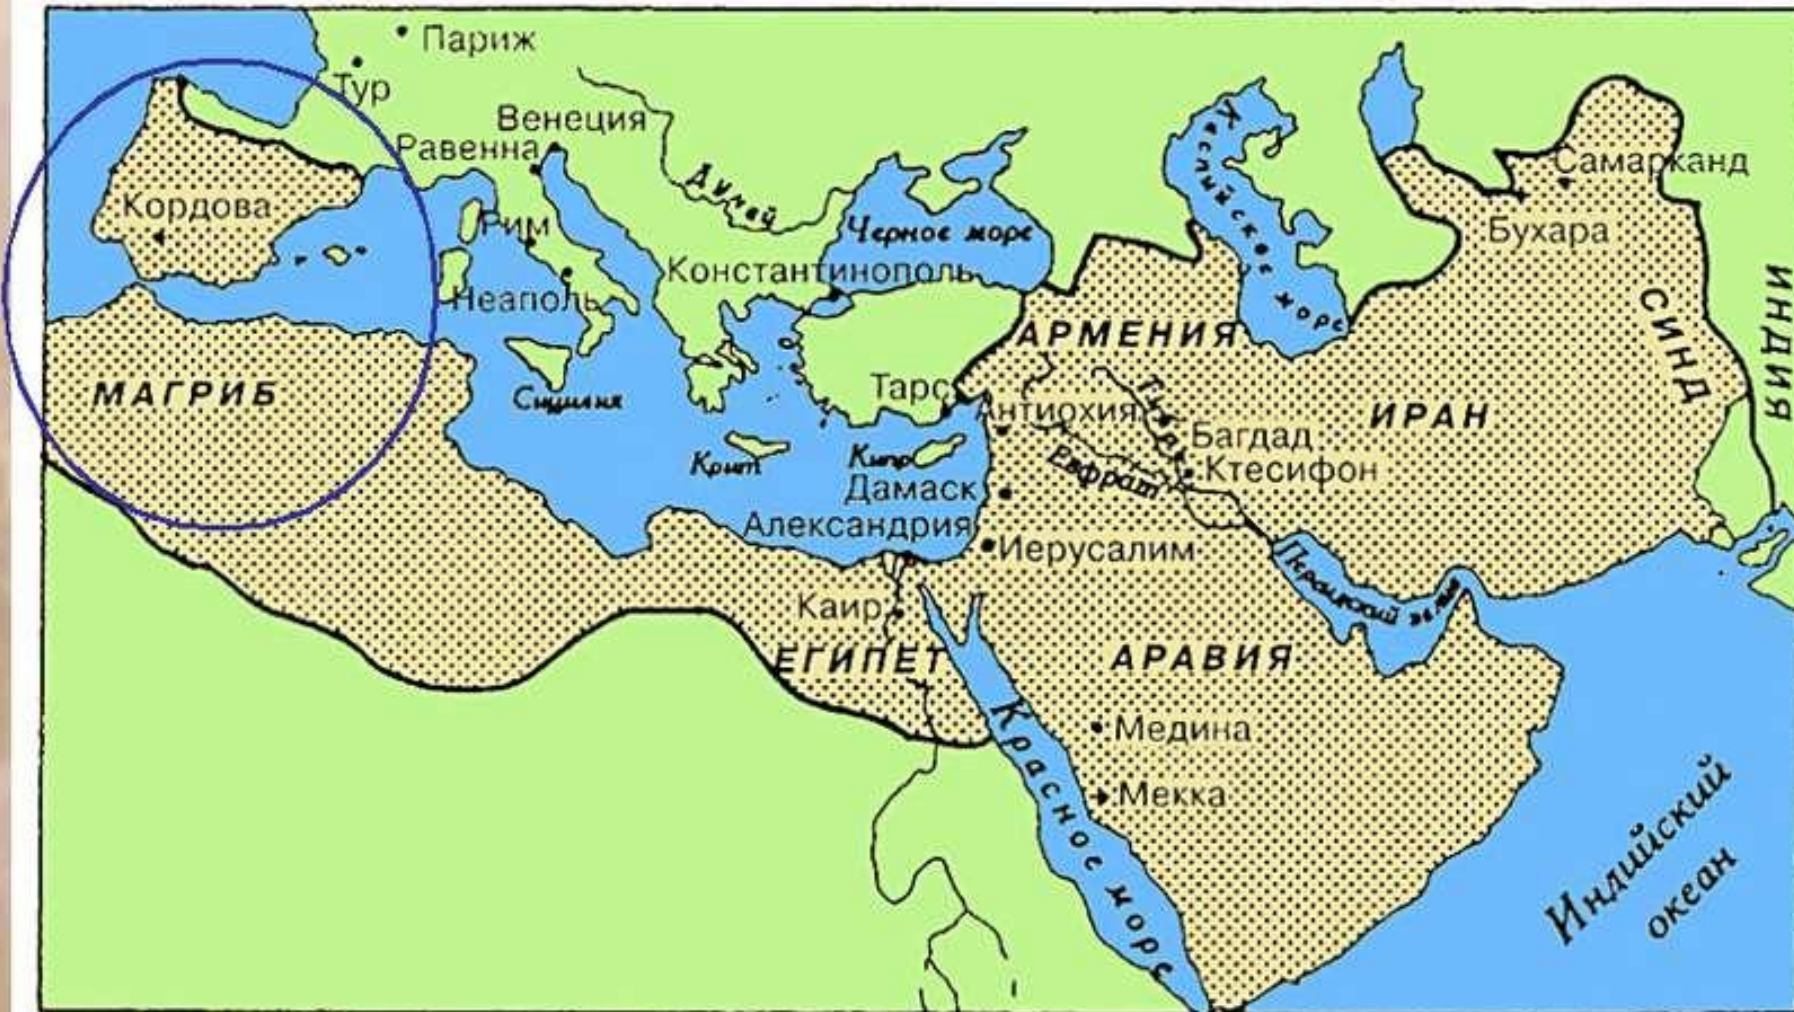 Париж
Тур
Венеция
Равенна
Дунай
Каспийское море
Самарканд
Кордова
Рим
Черное море
Бухара
Константинополь
Неаполь
СИНД
ИНДИЯ
АРМЕНИЯ
МАГРИБ
Сицилия
Тарс
Тигр
Антиохия
ИРАН
Багдад
Крит
Кипр
Евфрат
Ктесифон
Дамаск
Александрия
Иерусалим
Персидский залив
Каир
ЕГИПЕТ
АРАВИЯ
Красное море
Медина
Мекка
Индийский
океан